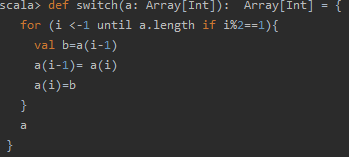 scala> def switch(a: Array[Int]):  Array[Int] = {
  for (i <-1 until a.length if i%2==1){
    val b=a(i-1)
    a(i-1)= a(i)
    a(i)=b
  }
  a
}